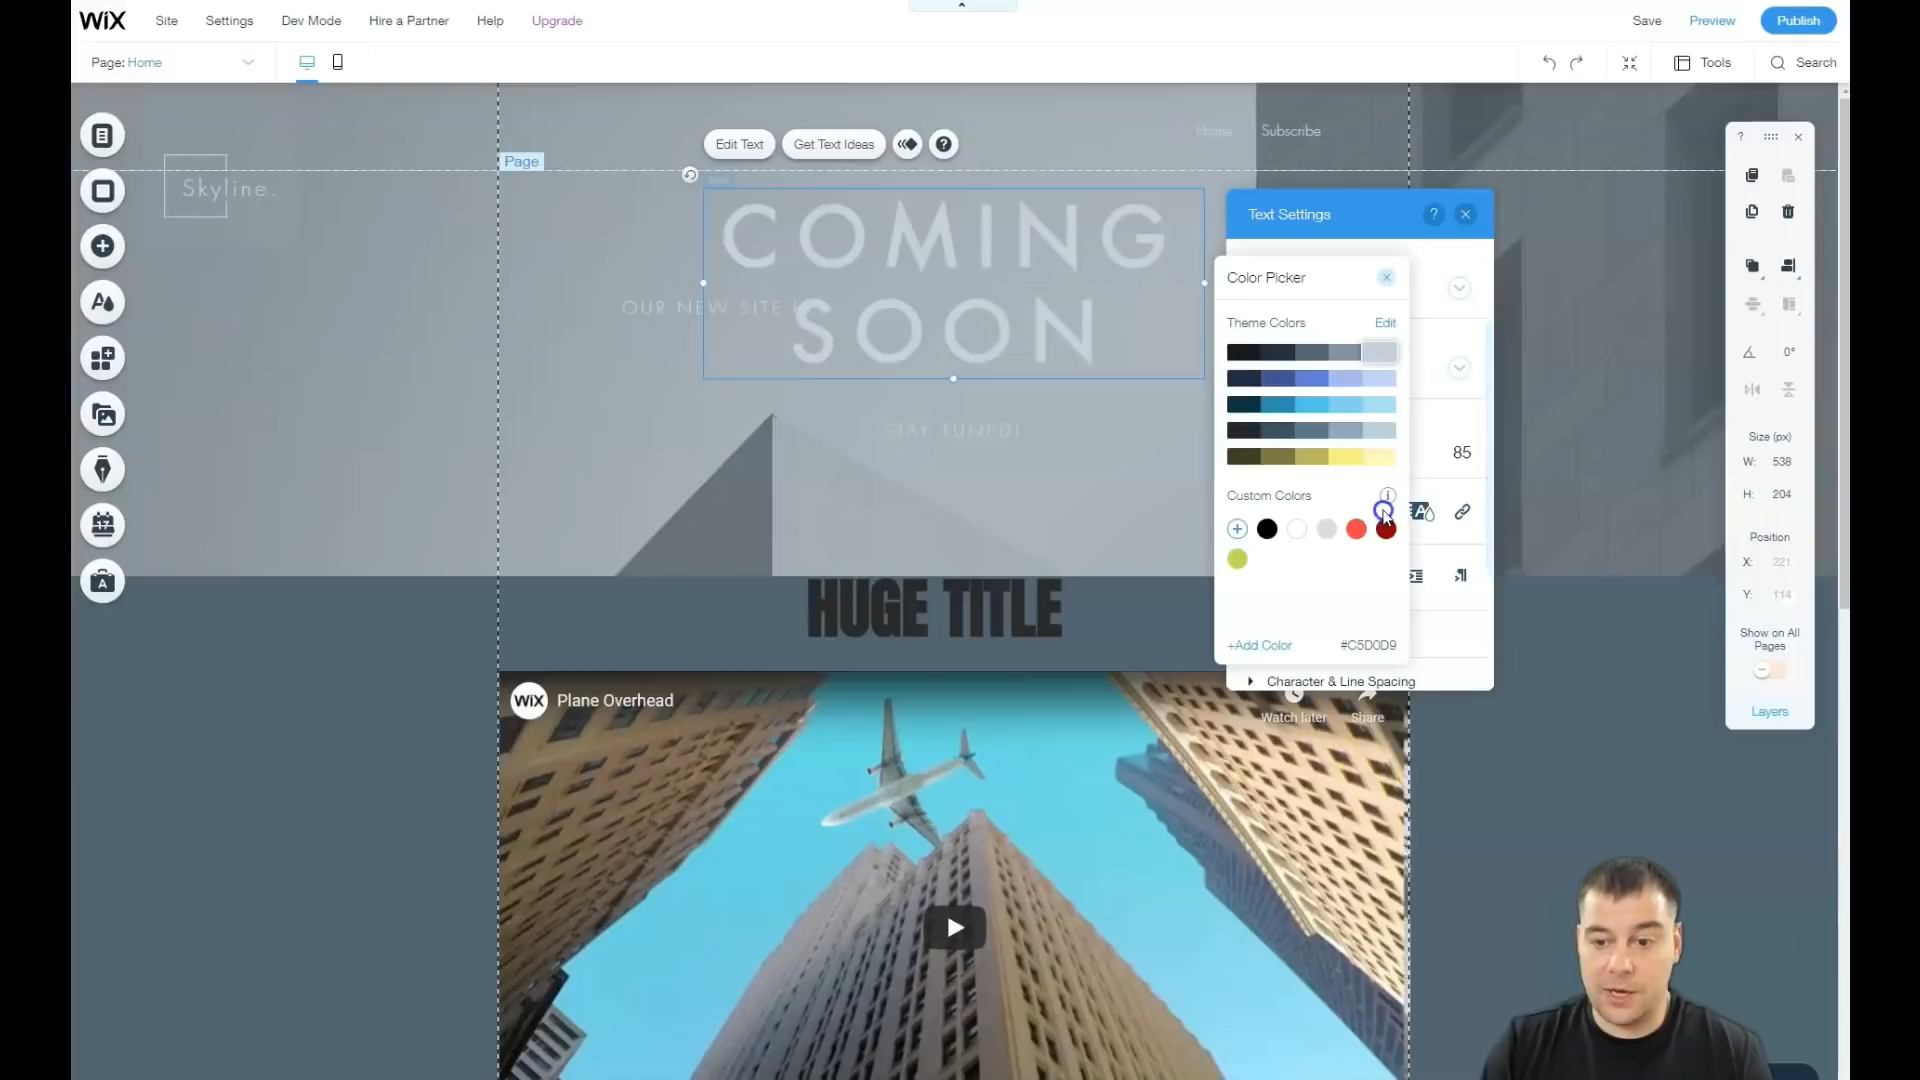 WiX Site Settings Dev Mode Hire a Partner Help Upgrade Save Preview Publish
Page: Home Tools Search
Home Subscribe
Edit Text Get Text Ideas ?
Page
Skyline.
COMING
SOON
OUR NEW SITE
STAY TUNED!
HUGE TITLE
WiX Plane Overhead
Watch later Share
Text Settings ?
Color Picker
Theme Colors Edit
Custom Colors
+Add Color #C5D0D9
85
Character & Line Spacing
?
0°
Size (px)
W: 538
H: 204
Position
X: 221
Y: 114
Show on All
Pages
Layers
17